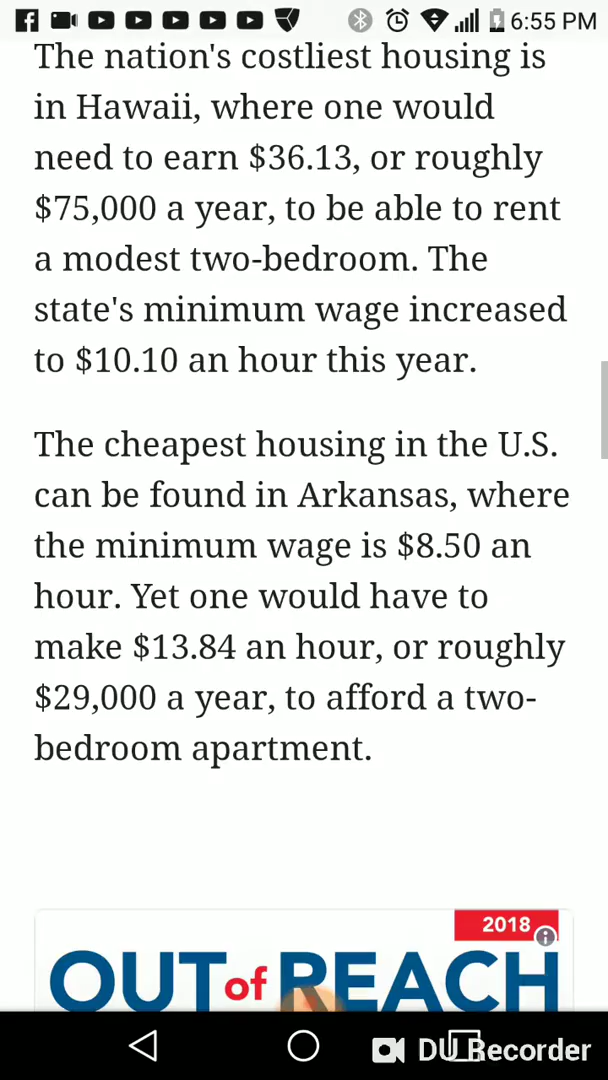 6:55 PM
The nation's costliest housing is
in Hawaii, where one would
need to earn $36.13, or roughly
$75,000 a year, to be able to rent
a modest two-bedroom. The
state's minimum wage increased
to $10.10 an hour this year.
The cheapest housing in the U.S.
can be found in Arkansas, where
the minimum wage is $8.50 an
hour. Yet one would have to
make $13.84 an hour, or roughly
$29,000 a year, to afford a two-
bedroom apartment.
2018
OUT of REACH
DU Recorder